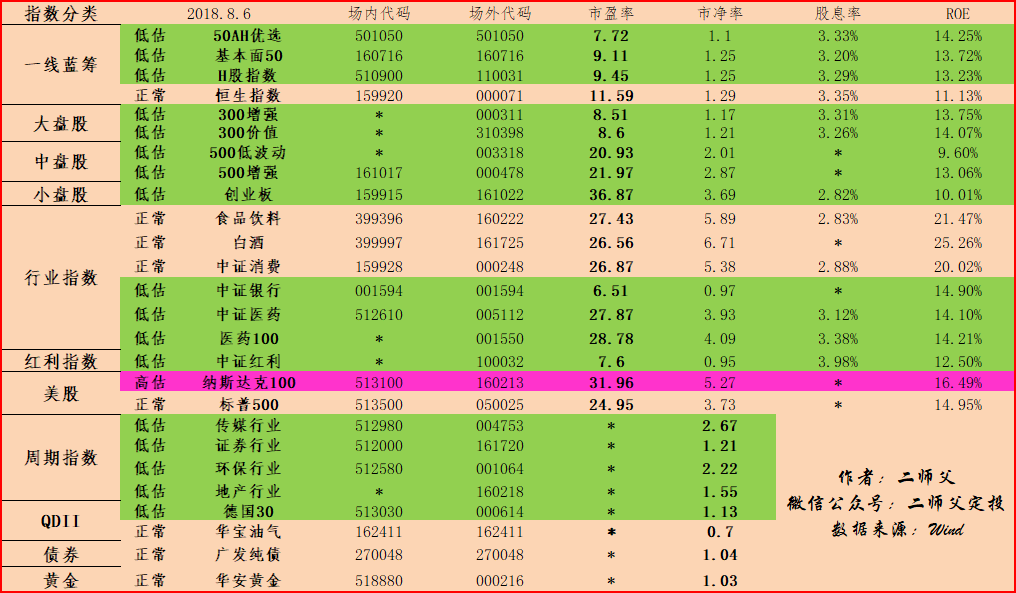 指数分类 2018.8.6 场内代码 场外代码 市盈率 市净率 股息率 ROE
一线蓝筹
低估 50AH优选 501050 501050 7.72 1.1 3.33% 14.25%
低估 基本面50 160716 160716 9.11 1.25 3.20% 13.72%
低估 H股指数 510900 110031 9.45 1.25 3.29% 13.23%
正常 恒生指数 159920 000071 11.59 1.29 3.35% 11.13%
大盘股
低估 300增强 * 000311 8.51 1.17 3.31% 13.75%
低估 300价值 * 310398 8.6 1.21 3.26% 14.07%
中盘股
低估 500低波动 * 003318 20.93 2.01 * 9.60%
低估 500增强 161017 000478 21.97 2.87 * 13.06%
小盘股 低估 创业板 159915 161022 36.87 3.69 2.82% 10.01%
行业指数
正常 食品饮料 399396 160222 27.43 5.89 2.83% 21.47%
正常 白酒 399997 161725 26.56 6.71 * 25.26%
正常 中证消费 159928 000248 26.87 5.38 2.88% 20.02%
低估 中证银行 001594 001594 6.51 0.97 * 14.90%
低估 中证医药 512610 005112 27.87 3.93 3.12% 14.10%
低估 医药100 * 001550 28.78 4.09 3.38% 14.21%
红利指数 低估 中证红利 * 100032 7.6 0.95 3.98% 12.50%
美股
高估 纳斯达克100 513100 160213 31.96 5.27 * 16.49%
正常 标普500 513500 050025 24.95 3.73 * 14.95%
周期指数
低估 传媒行业 512980 004753 * 2.67
低估 证券行业 512000 161720 * 1.21
低估 环保行业 512580 001064 * 2.22
低估 地产行业 * 160218 * 1.55
QDII
低估 德国30 513030 000614 * 1.13
正常 华宝油气 162411 162411 * 0.7
债券 正常 广发纯债 270048 270048 * 1.04
黄金 正常 华安黄金 518880 000216 * 1.03
作者：二师父
微信公众号：二师父定投
数据来源：Wind